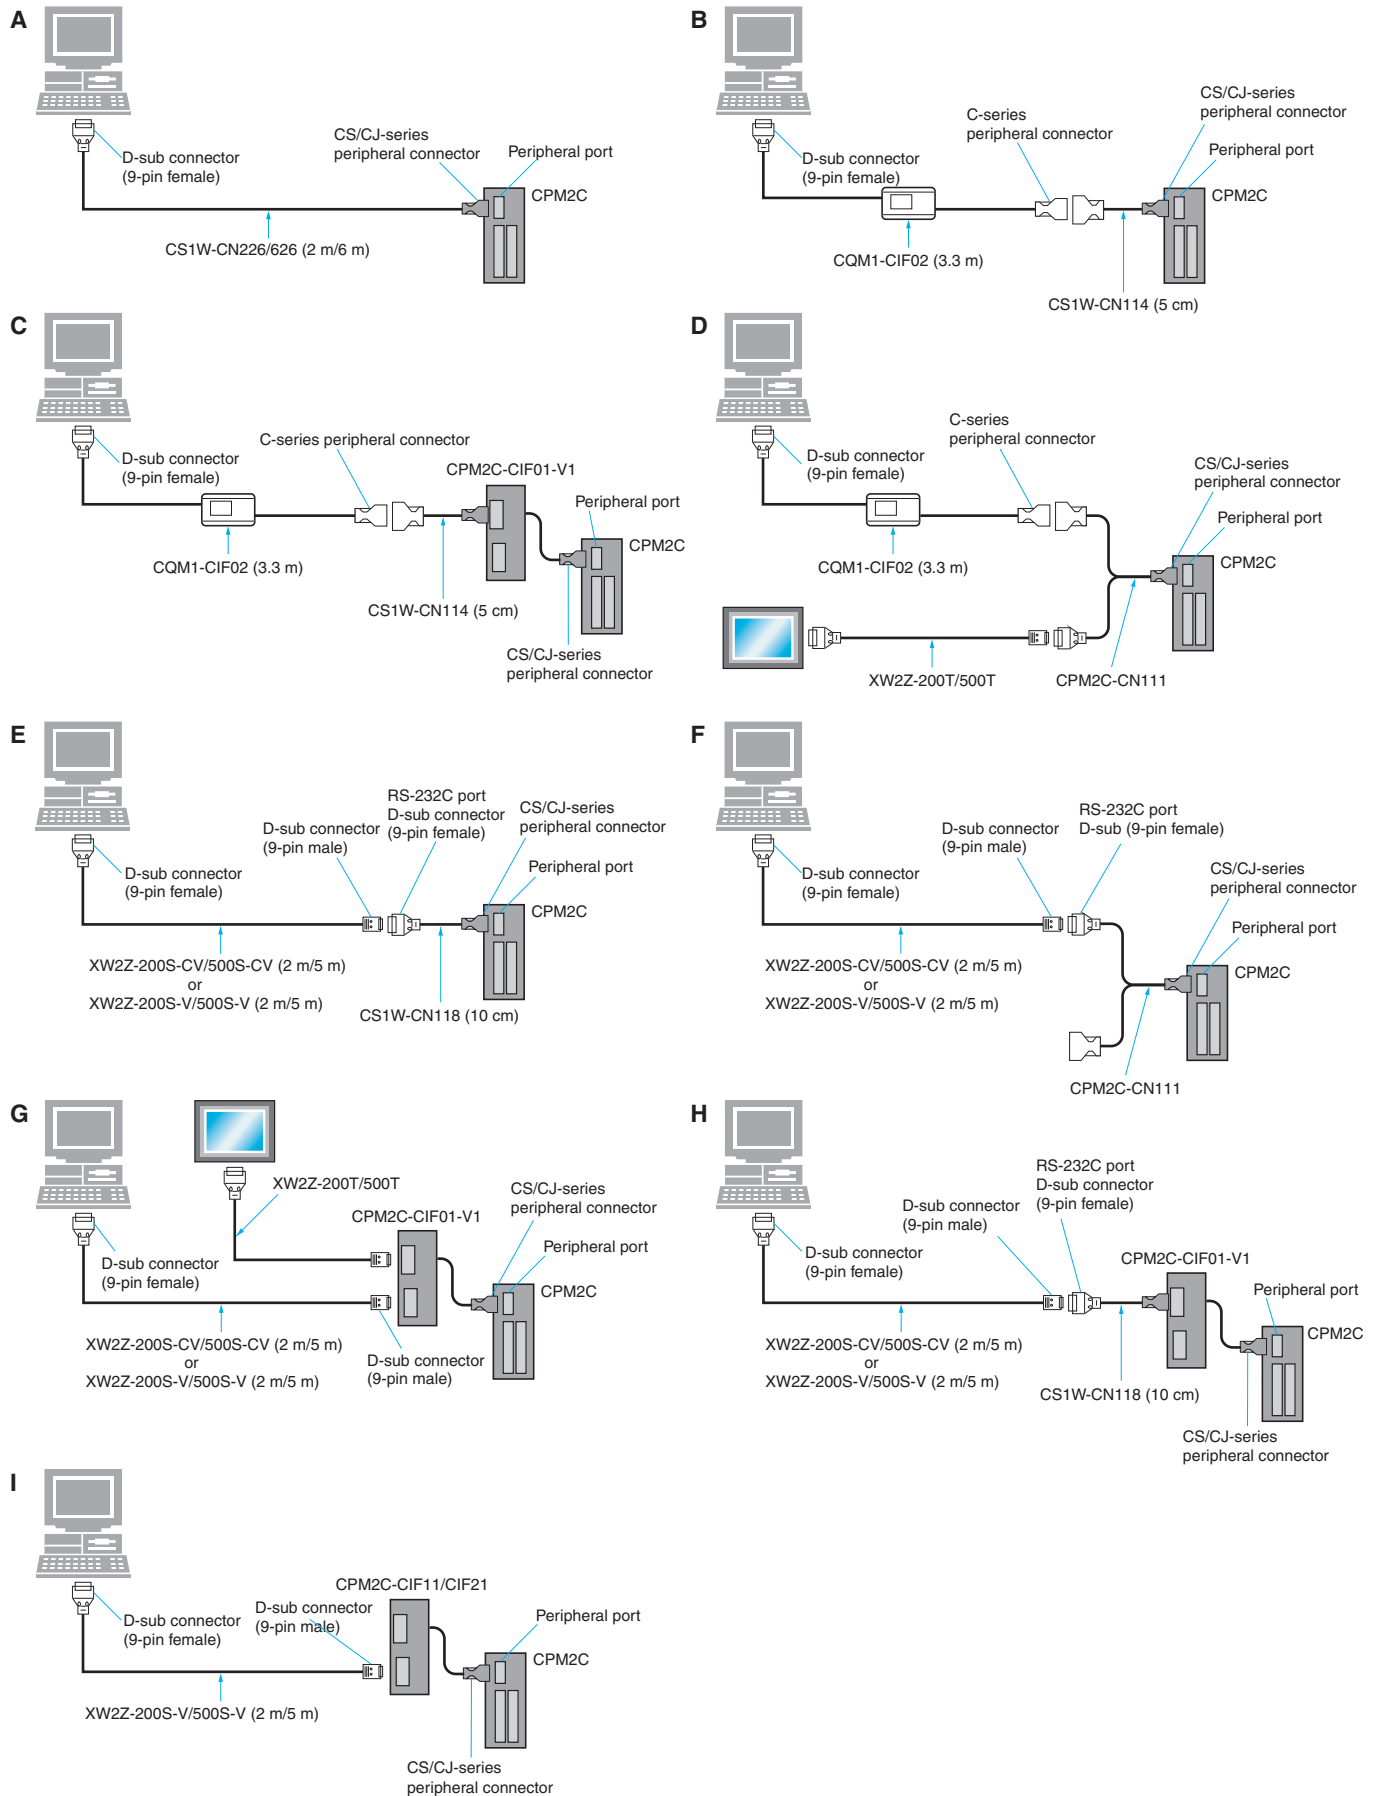 A
D-sub connector
(9-pin female)
CS/CJ-series
peripheral connector
Peripheral port
CPM2C
CS1W-CN226/626 (2 m/6 m)
B
D-sub connector
(9-pin female)
C-series
peripheral connector
CS/CJ-series
peripheral connector
Peripheral port
CPM2C
CQM1-CIF02 (3.3 m)
CS1W-CN114 (5 cm)
C
D-sub connector
(9-pin female)
C-series peripheral connector
CPM2C-CIF01-V1
Peripheral port
CPM2C
CQM1-CIF02 (3.3 m)
CS1W-CN114 (5 cm)
CS/CJ-series
peripheral connector
D
D-sub connector
(9-pin female)
C-series
peripheral connector
CS/CJ-series
peripheral connector
Peripheral port
CPM2C
CQM1-CIF02 (3.3 m)
XW2Z-200T/500T
CPM2C-CN111
E
D-sub connector
(9-pin female)
D-sub connector
(9-pin male)
RS-232C port
D-sub connector
(9-pin female)
CS/CJ-series
peripheral connector
Peripheral port
CPM2C
XW2Z-200S-CV/500S-CV (2 m/5 m)
or
XW2Z-200S-V/500S-V (2 m/5 m)
CS1W-CN118 (10 cm)
F
D-sub connector
(9-pin female)
D-sub connector
(9-pin male)
RS-232C port
D-sub (9-pin female)
CS/CJ-series
peripheral connector
Peripheral port
CPM2C
XW2Z-200S-CV/500S-CV (2 m/5 m)
or
XW2Z-200S-V/500S-V (2 m/5 m)
CPM2C-CN111
G
XW2Z-200T/500T
CPM2C-CIF01-V1
CS/CJ-series
peripheral connector
Peripheral port
CPM2C
D-sub connector
(9-pin female)
XW2Z-200S-CV/500S-CV (2 m/5 m)
or
XW2Z-200S-V/500S-V (2 m/5 m)
D-sub connector
(9-pin male)
H
D-sub connector
(9-pin female)
D-sub connector
(9-pin male)
RS-232C port
D-sub connector
(9-pin female)
CPM2C-CIF01-V1
Peripheral port
CPM2C
XW2Z-200S-CV/500S-CV (2 m/5 m)
or
XW2Z-200S-V/500S-V (2 m/5 m)
CS1W-CN118 (10 cm)
CS/CJ-series
peripheral connector
I
D-sub connector
(9-pin female)
D-sub connector
(9-pin male)
CPM2C-CIF11/CIF21
Peripheral port
CPM2C
XW2Z-200S-V/500S-V (2 m/5 m)
CS/CJ-series
peripheral connector